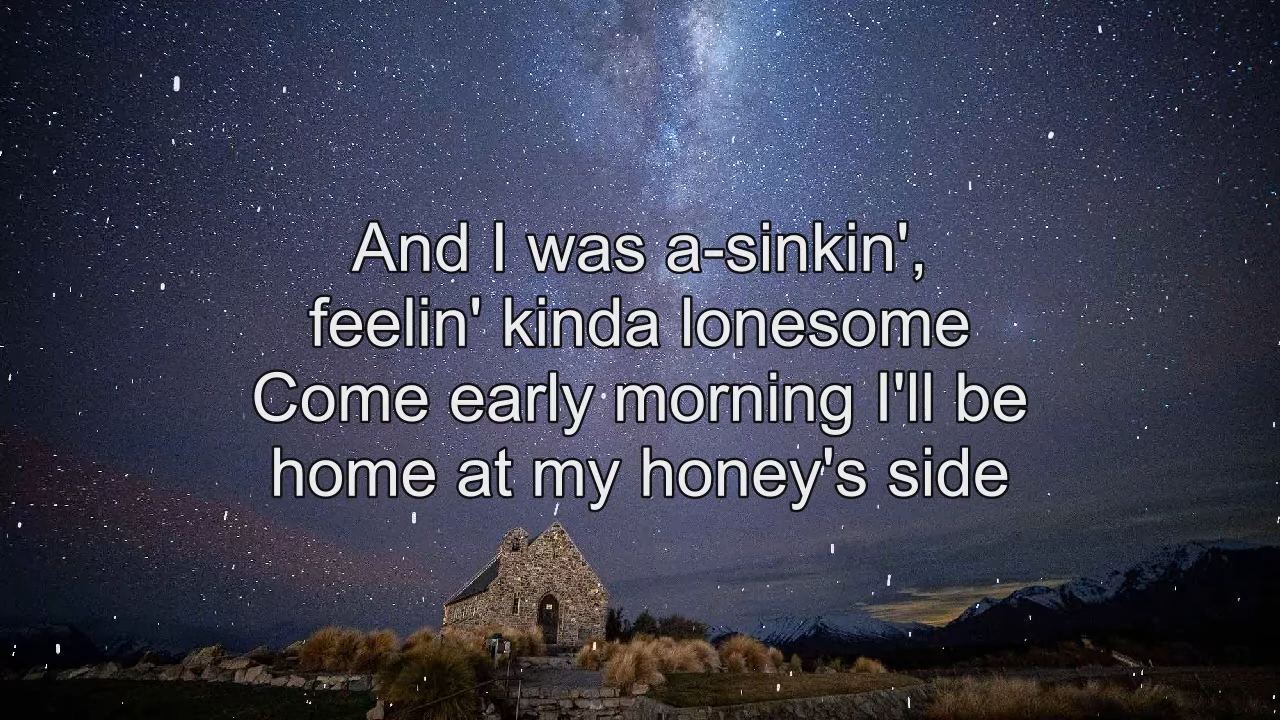 And I was a-sinkin',
feelin' kinda lonesome
Come early morning I'll be
home at my honey's side